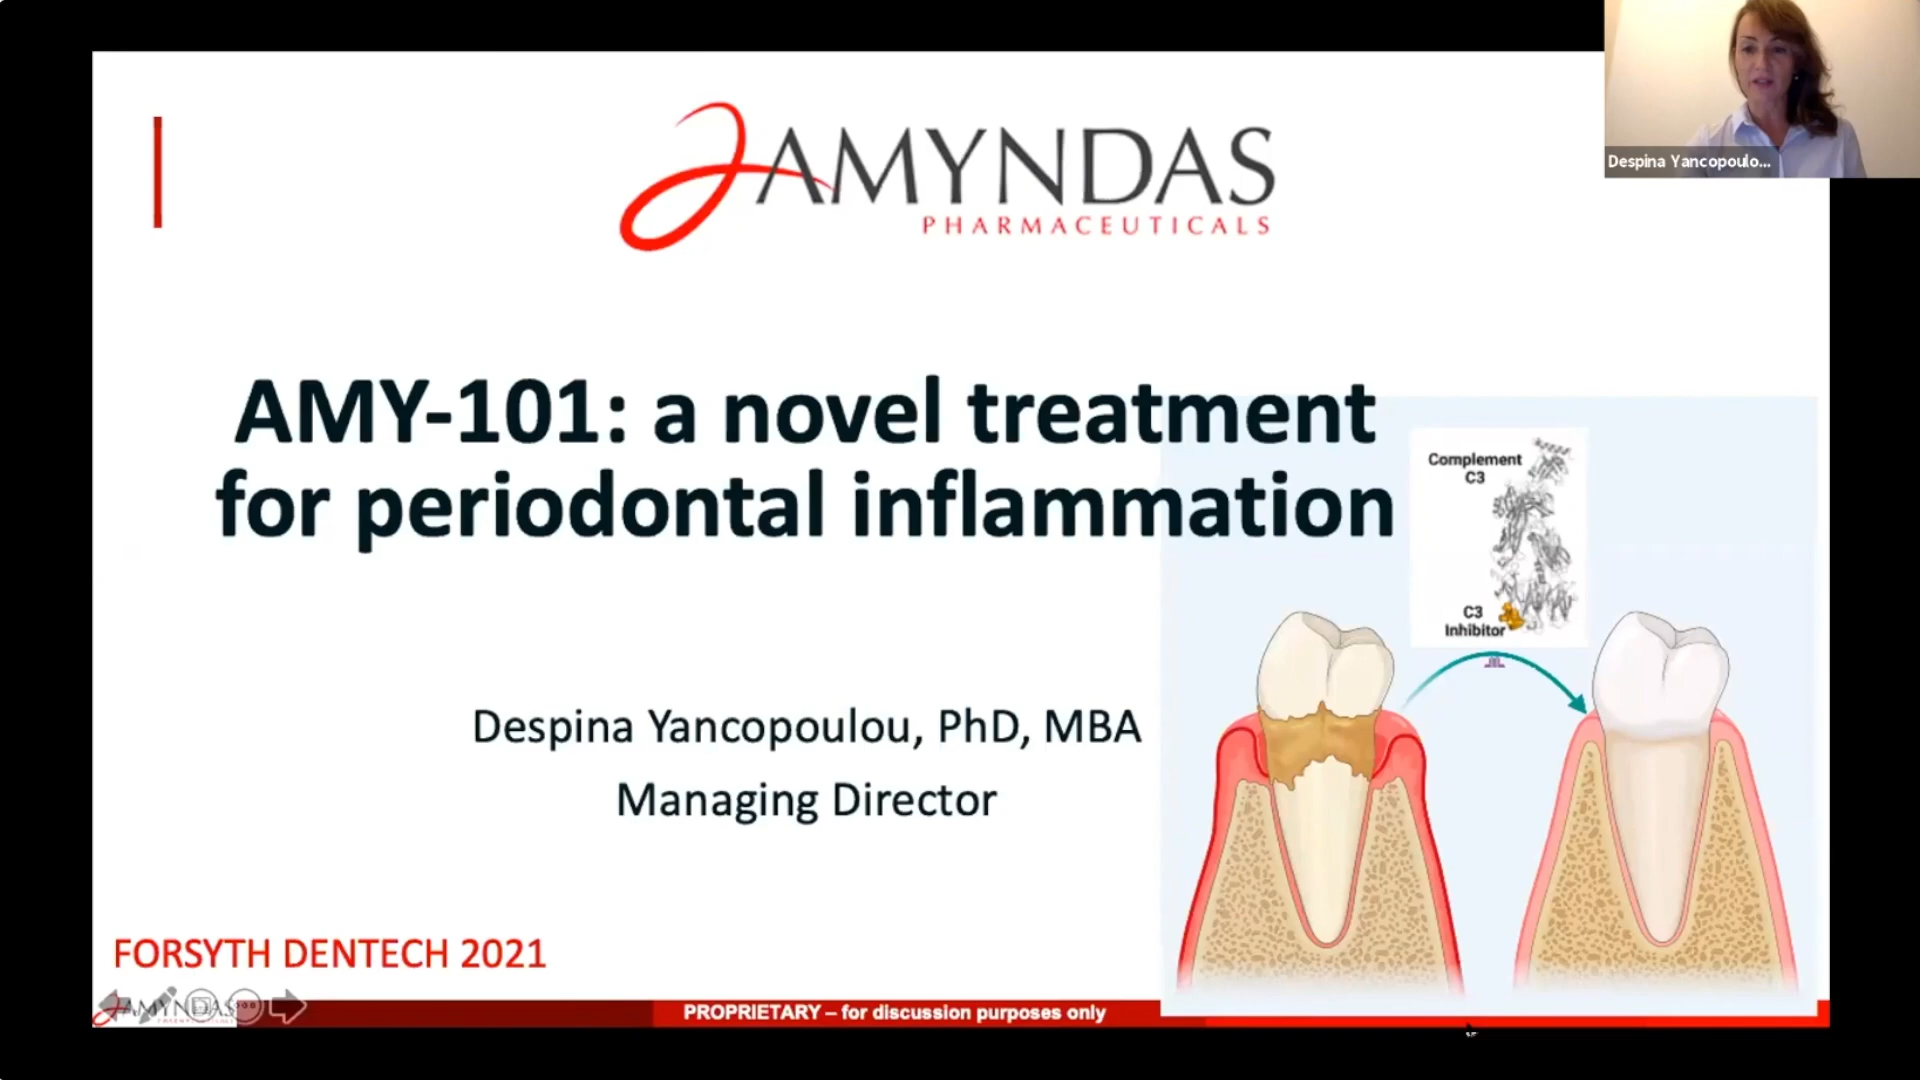 AMYNDAS
PHARMACEUTICALS
Despina Yancopoulo...
AMY-101: a novel treatment
for periodontal inflammation
Complement
C3
C3
Inhibitor
Despina Yancopoulou, PhD, MBA
Managing Director
FORSYTH DENTECH 2021
AMYNDAS
PROPRIETARY – for discussion purposes only